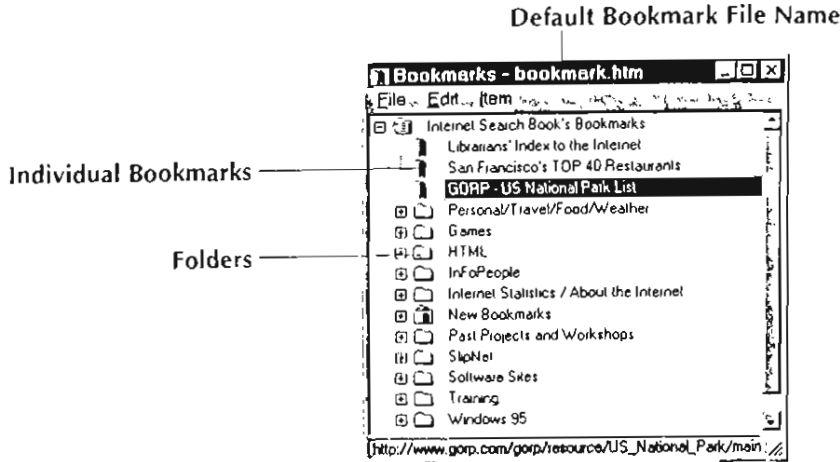 Default Bookmark File Name
Bookmarks - bookmark.htm
File Edit Item
Internet Search Book's Bookmarks
Librarians' Index to the Internet
San Francisco's TOP 40 Restaurants
Individual Bookmarks
GORP - US National Park List
Personal/Travel/Food/Weather
Games
Folders
HTML
InFoPeople
Internet Statistics / About the Internet
New Bookmarks
Past Projects and Workshops
SlipNet
Software Sites
Training
Windows 95
http://www.gorp.com/gorp/resource/US_National_Park/main